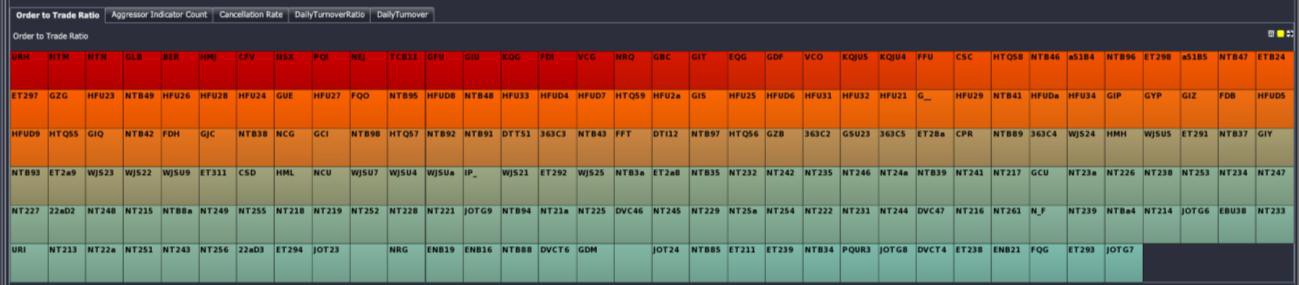 Order to Trade Ratio Aggressor Indicator Count Cancellation Rate DailyTurnoverRatio DailyTurnover
Order to Trade Ratio
GLB BER HMJ CFV NSX PQI NEJ TCB13 GFU GIU KQG FDI VCG NRQ GBC GIT EQG GDF VCO KQJU5 KQJU4 FFU CSC HTQ58 NTB46 a51B4 NTB96 ET298 a51B5 NTB47 ETB24
ET297 GZG HFU23 NTB49 HFU26 HFU28 HFU24 GUE HFU27 FQO NTB95 HFUD8 NTB48 HFU33 HFUD4 HFUD7 HTQ59 HFU2a GIS HFU25 HFUD6 HFU31 HFU32 HFU21 G__ HFU29 NTB41 HFUDa HFU34 GIP GYP GIZ FDB HFUD5
HFUD9 HTQ55 GIQ NTB42 FDH GJC NTB38 NCG GCI NTB98 HTQ57 NTB92 NTB91 DTT51 363C3 NTB43 FFT DTI12 NTB97 HTQ56 GZB 363C2 GSU23 363C5 ET28a CPR NTB89 363C4 WJS24 HMH WJSU5 ET291 NTB37 GIY
NTB93 ET2a9 WJS23 WJS22 WJSU9 ET311 CSD HML NCU WJSU7 WJSU4 WJSUa IP_ WJS21 ET292 WJS25 NTB3a ET2a8 NTB35 NT232 NT242 NT235 NT246 NT24a NTB39 NT241 NT217 GCU NT23a NT226 NT238 NT253 NT234 NT247
NT227 22aD2 NT248 NT215 NTB8a NT249 NT255 NT218 NT219 NT252 NT228 NT221 JOTG9 NTB94 NT21a NT225 DVC46 NT245 NT229 NT25a NT254 NT222 NT231 NT244 DVC47 NT216 NT261 N_F NT239 NTBa4 NT214 JOTG6 EBU38 NT233
URI NT213 NT22a NT251 NT243 NT256 22aD3 ET294 JOT23 NRG ENB19 ENB16 NTB88 DVCT6 GDM JOT24 NTB85 ET211 ET239 NTB34 PQUR3 JOTG8 DVCT4 ET238 ENB21 FQG ET293 JOTG7